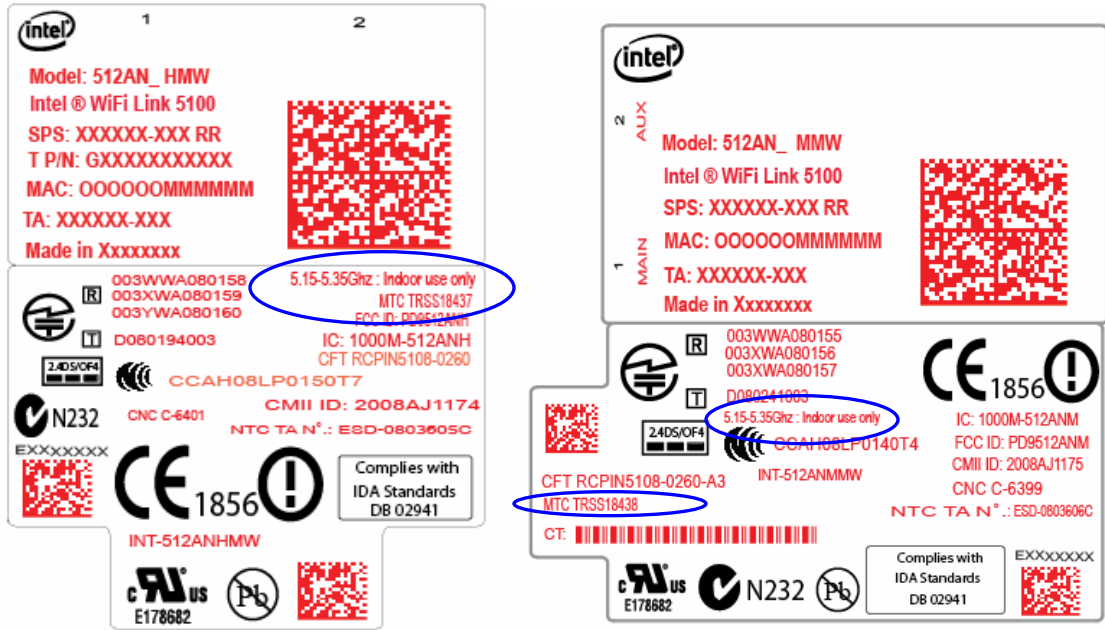 intel
1 2
Model: 512AN_ HMW
Intel ® WiFi Link 5100
SPS: XXXXXX-XXX RR
T P/N: GXXXXXXXXXXX
MAC: OOOOOOMMMMMM
TA: XXXXXX-XXX
Made in Xxxxxxxx
R
003WWA080158
003XWA080159
003YWA080160
5.15-5.35Ghz : Indoor use only
MTC TRSS18437
FCC ID: PD9512ANH
T D080194003
IC: 1000M-512ANH
CFT RCPIN5108-0260
2.4DS/OF4
CCAH08LP0150T7
N232
CNC C-6401
CMII ID: 2008AJ1174
NTC TA N°.: ESD-0803605C
EXXXXXXX
CE 1856
Complies with
IDA Standards
DB 02941
INT-512ANHMW
c RU us
E178682
Pb
intel
2 AUX
1 MAIN
Model: 512AN_ MMW
Intel ® WiFi Link 5100
SPS: XXXXXX-XXX RR
MAC: OOOOOOMMMMMM
TA: XXXXXX-XXX
Made in Xxxxxxxx
R
003WWA080155
003XWA080156
003XWA080157
T D080241003
5.15-5.35Ghz : Indoor use only
2.4DS/OF4
CCAH08LP0140T4
INT-512ANMMW
CE 1856
IC: 1000M-512ANM
FCC ID: PD9512ANM
CMII ID: 2008AJ1175
CNC C-6399
NTC TA N°.: ESD-0803606C
CFT RCPIN5108-0260-A3
MTC TRSS18438
CT:
c RU us
E178682
N232
Pb
Complies with
IDA Standards
DB 02941
EXXXXXXX